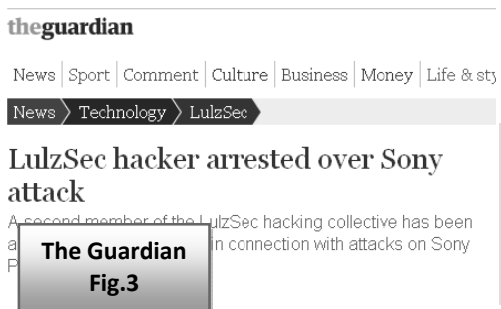 theguardian
News Sport Comment Culture Business Money Life & sty
News Technology LulzSec
LulzSec hacker arrested over Sony
attack
A second member of the LulzSec hacking collective has been
a in connection with attacks on Sony
P
The Guardian
Fig.3